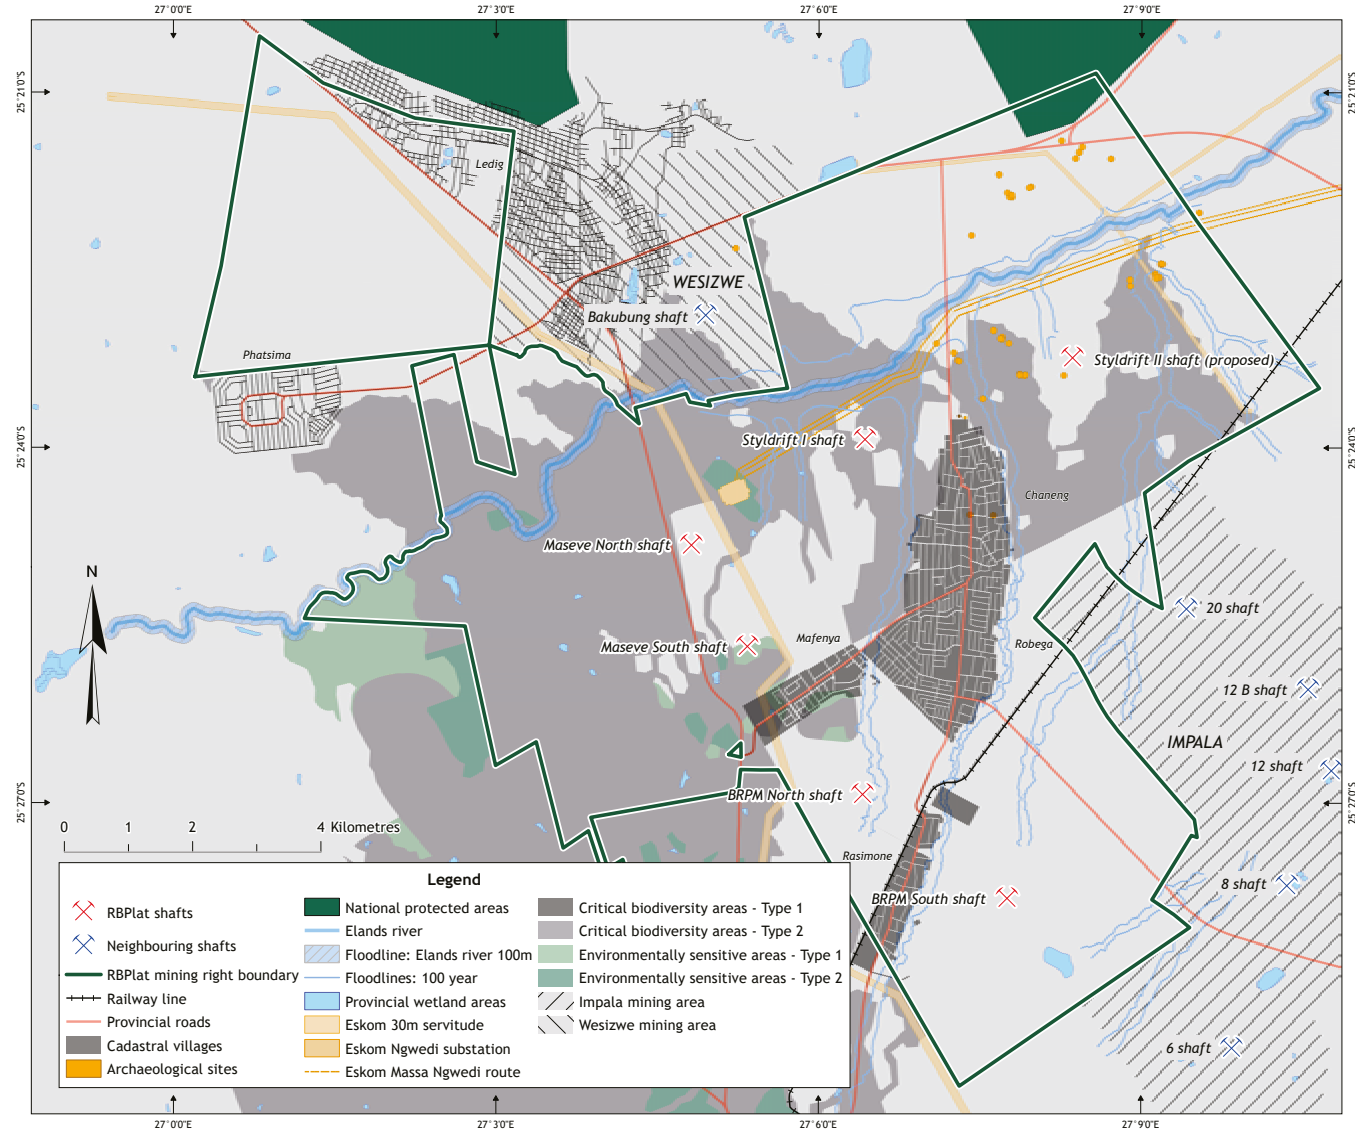 27°0'0"E 27°3'0"E 27°6'0"E 27°9'0"E
25°21'0"S
25°21'0"S
Ledig
WESIZWE
Bakubung shaft
Phatsima
Styldrift II shaft (proposed)
Styldrift I shaft
25°24'0"S
25°24'0"S
Chaneng
Maseve North shaft
N
20 shaft
Mafenya
Robega
Maseve South shaft
12 B shaft
IMPALA
12 shaft
BRPM North shaft
25°27'0"S
25°27'0"S
0 1 2 4 Kilometres
Rasimone
8 shaft
BRPM South shaft
6 shaft
Legend
RBPlat shafts
Neighbouring shafts
RBPlat mining right boundary
Railway line
Provincial roads
Cadastral villages
Archaeological sites
National protected areas
Elands river
Floodline: Elands river 100m
Floodlines: 100 year
Provincial wetland areas
Eskom 30m servitude
Eskom Ngwedi substation
Eskom Massa Ngwedi route
Critical biodiversity areas - Type 1
Critical biodiversity areas - Type 2
Environmentally sensitive areas - Type 1
Environmentally sensitive areas - Type 2
Impala mining area
Wesizwe mining area
27°0'0"E 27°3'0"E 27°6'0"E 27°9'0"E